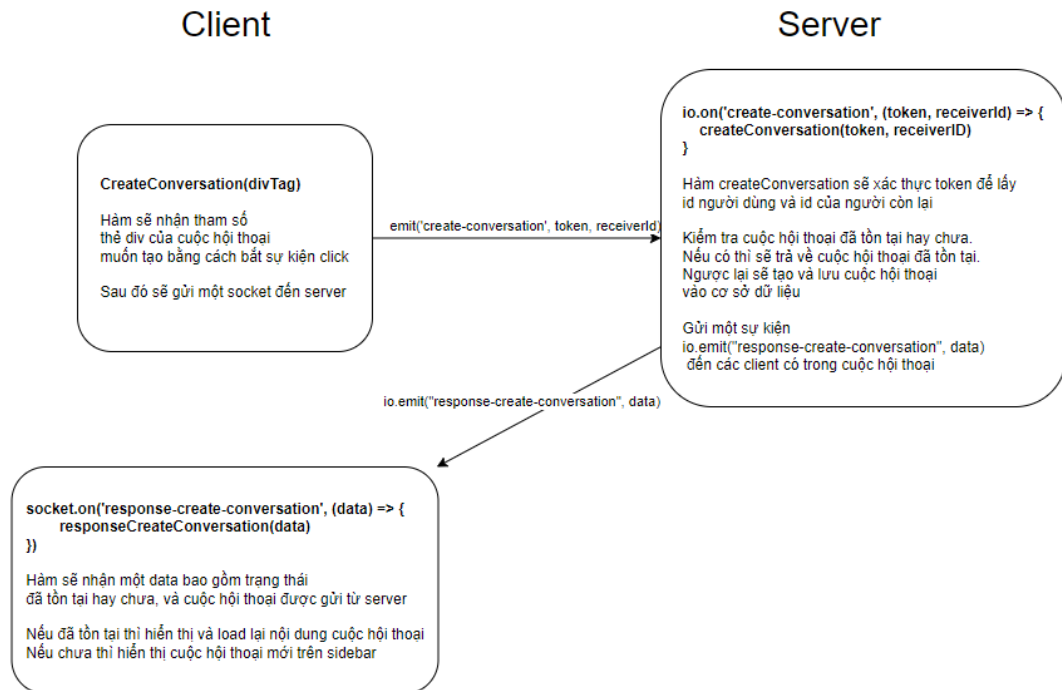 Client
Server
CreateConversation(divTag)
Hàm sẽ nhận tham số
thẻ div của cuộc hội thoại
muốn tạo bằng cách bắt sự kiện click
Sau đó sẽ gửi một socket đến server
emit('create-conversation', token, receiverId)
io.on('create-conversation', (token, receiverId) => {
createConversation(token, receiverID)
}
Hàm createConversation sẽ xác thực token để lấy
id người dùng và id của người còn lại
Kiểm tra cuộc hội thoại đã tồn tại hay chưa.
Nếu có thì sẽ trả về cuộc hội thoại đã tồn tại.
Ngược lại sẽ tạo và lưu cuộc hội thoại
vào cơ sở dữ liệu
Gửi một sự kiện
io.emit("response-create-conversation", data)
đến các client có trong cuộc hội thoại
io.emit("response-create-conversation", data)
socket.on('response-create-conversation', (data) => {
responseCreateConversation(data)
})
Hàm sẽ nhận một data bao gồm trạng thái
đã tồn tại hay chưa, và cuộc hội thoại được gửi từ server
Nếu đã tồn tại thì hiển thị và load lại nội dung cuộc hội thoại
Nếu chưa thì hiển thị cuộc hội thoại mới trên sidebar